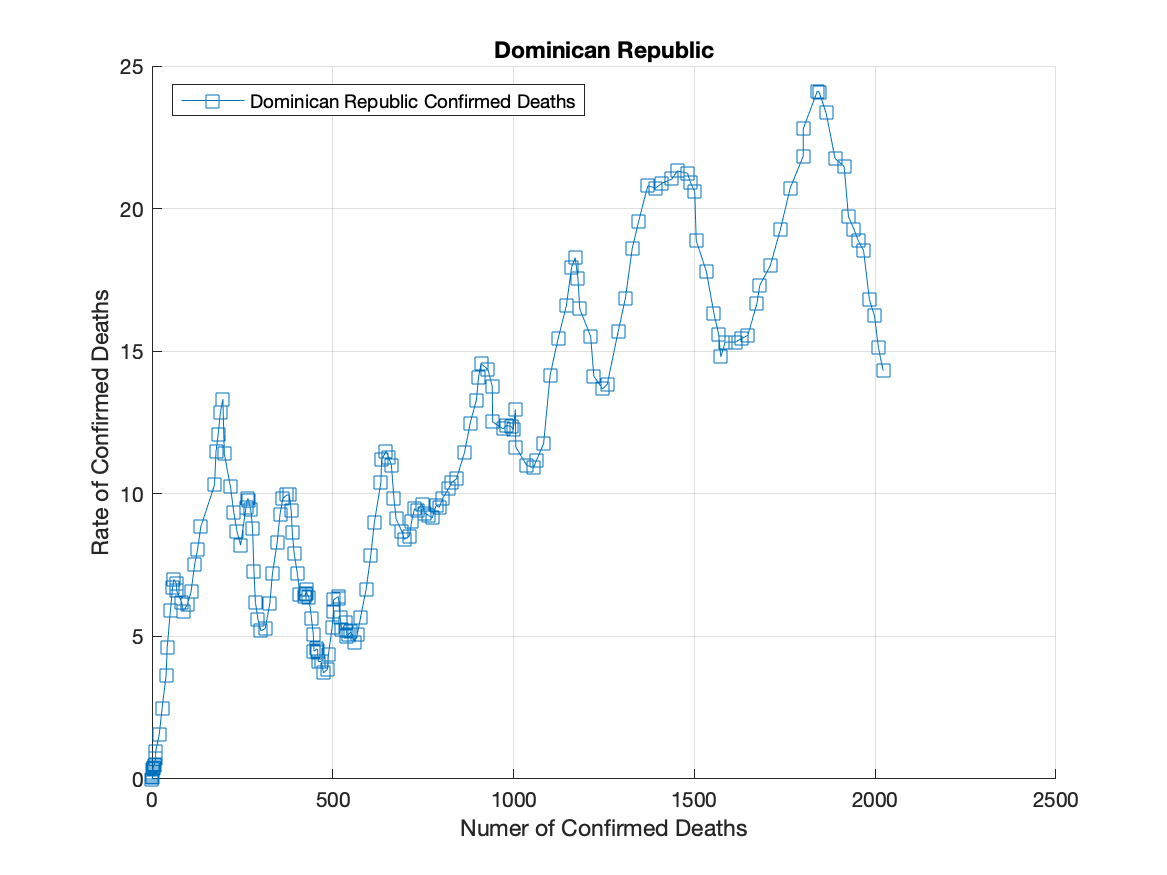 Dominican Republic
Dominican Republic Confirmed Deaths
Rate of Confirmed Deaths
25
20
15
10
5
0
0 500 1000 1500 2000 2500
Numer of Confirmed Deaths